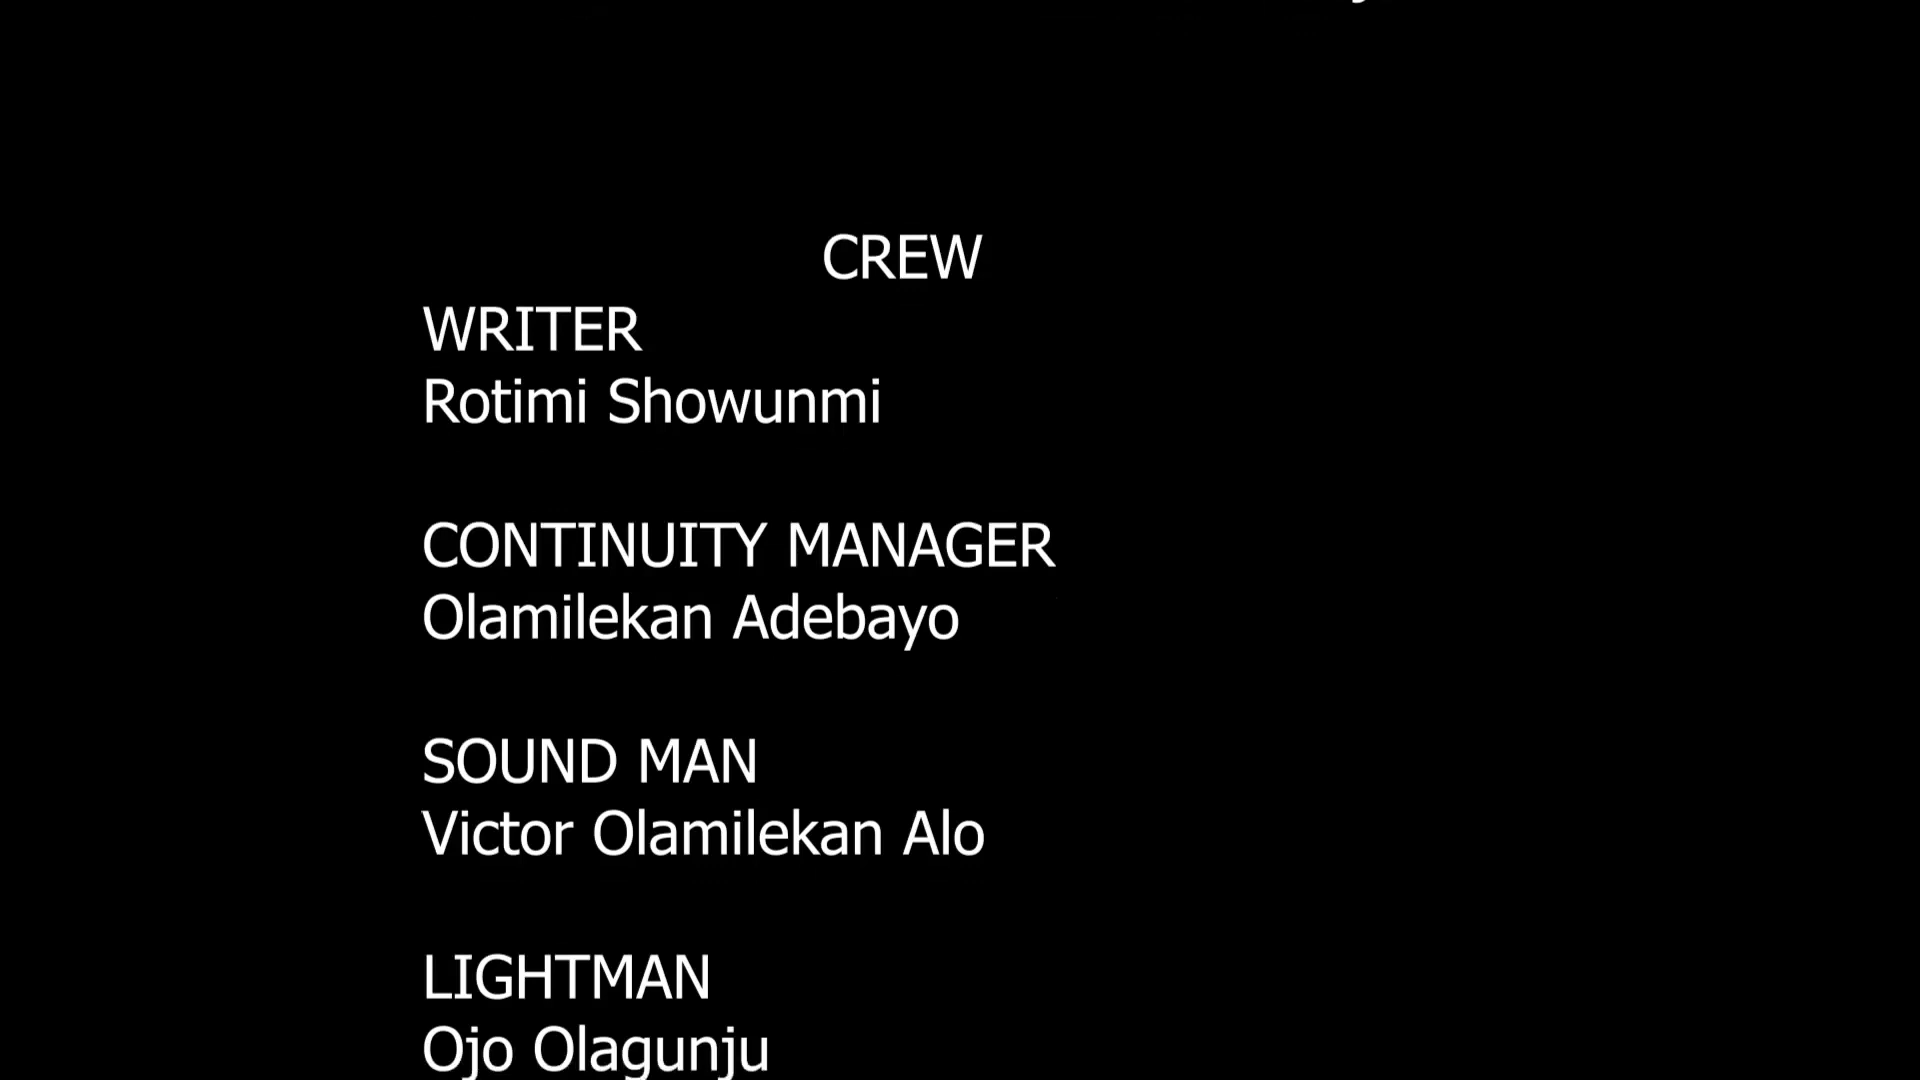 CREW
WRITER
Rotimi Showunmi
CONTINUITY MANAGER
Olamilekan Adebayo
SOUND MAN
Victor Olamilekan Alo
LIGHTMAN
Ojo Olagunju